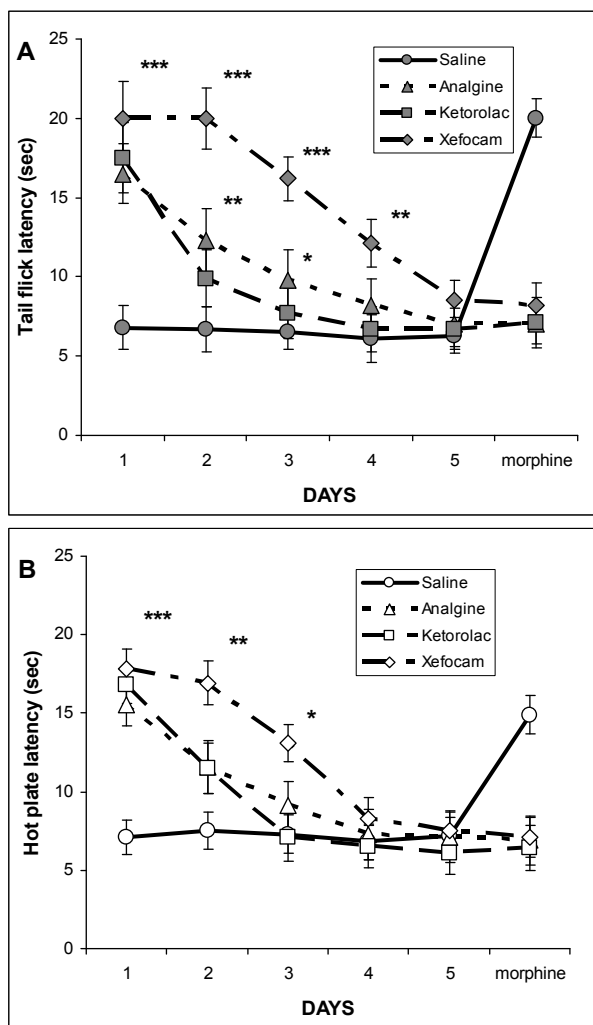 A
Tail flick latency (sec)
25
20
15
10
5
0
***
***
***
**
**
*
Saline
Analgine
Ketorolac
Xefocam
1 2 3 4 5 morphine
DAYS
B
Hot plate latency (sec)
25
20
15
10
5
0
***
**
*
Saline
Analgine
Ketorolac
Xefocam
1 2 3 4 5 morphine
DAYS